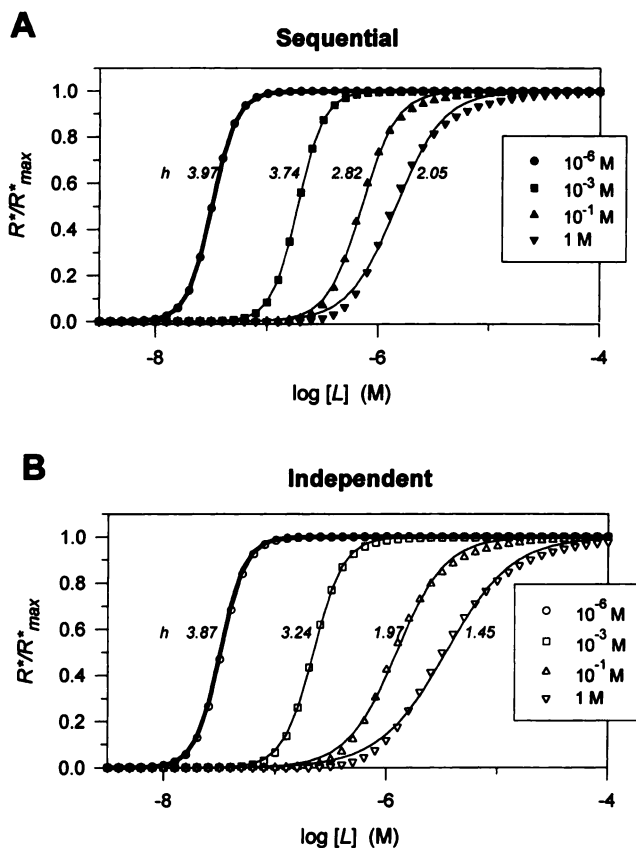 A
Sequential
R*/R*max
1.0
0.8
0.6
0.4
0.2
0.0
h 3.97 3.74 2.82 2.05
10⁻⁶ M
10⁻³ M
10⁻¹ M
1 M
-8 -6 -4
log [L] (M)
B
Independent
R*/R*max
1.0
0.8
0.6
0.4
0.2
0.0
h 3.87 3.24 1.97 1.45
10⁻⁶ M
10⁻³ M
10⁻¹ M
1 M
-8 -6 -4
log [L] (M)